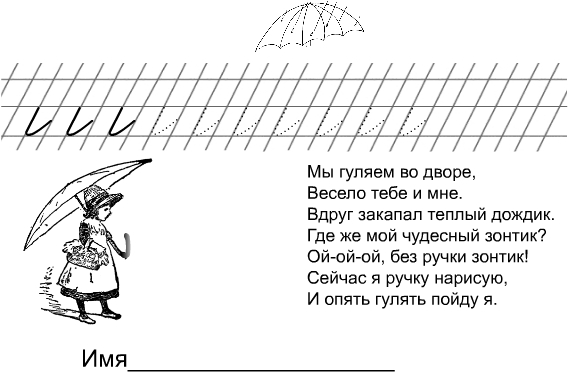 Мы гуляем во дворе,
Весело тебе и мне.
Вдруг закапал теплый дождик.
Где же мой чудесный зонтик?
Ой-ой-ой, без ручки зонтик!
Сейчас я ручку нарисую,
И опять гулять пойду я.
Имя